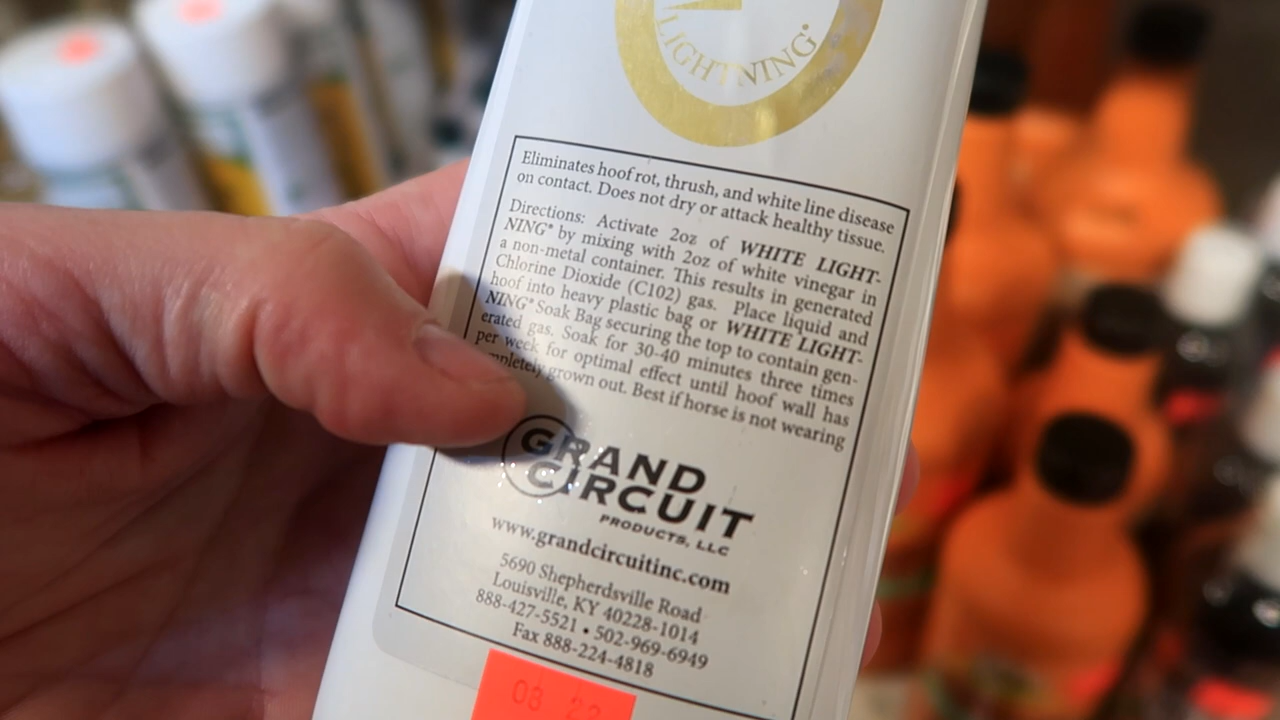 LIGHTNING®
Eliminates hoof rot, thrush, and white line disease
on contact. Does not dry or attack healthy tissue.
Directions: Activate 2oz of WHITE LIGHT-
NING® by mixing with 2oz of white vinegar in
a non-metal container. This results in generated
Chlorine Dioxide (C102) gas. Place liquid and
hoof into heavy plastic bag or WHITE LIGHT-
NING® Soak Bag securing the top to contain gen-
erated gas. Soak for 30-40 minutes three times
per week for optimal effect until hoof wall has
mpletely grown out. Best if horse is not wearing
GRAND
CIRCUIT
PRODUCTS, LLC
www.grandcircuitinc.com
5690 Shepherdsville Road
Louisville, KY 40228-1014
888-427-5521 • 502-969-6949
Fax 888-224-4818
03 22